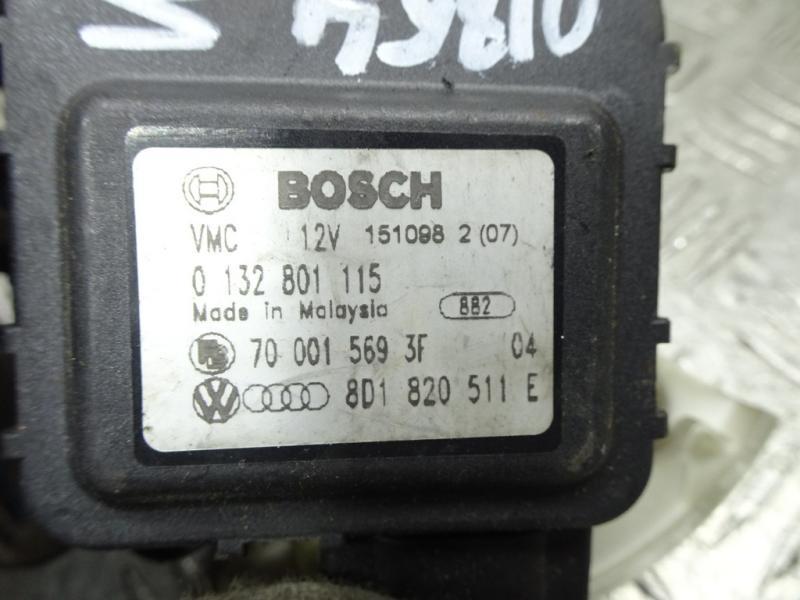 BOSCH
VMC 12V 151098 2 (07)
0 132 801 115
Made in Malaysia 882
70 001 569 3F 04
8D1 820 511 E